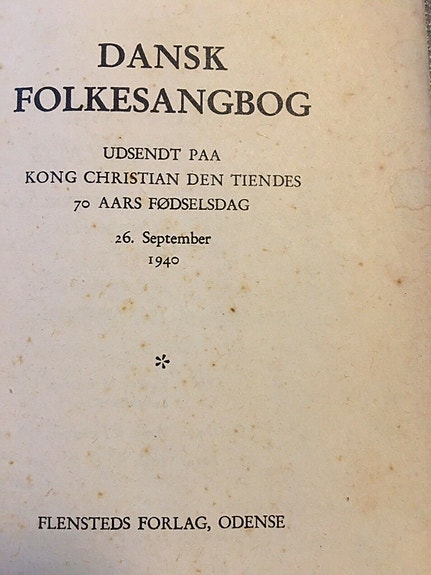 DANSK
FOLKESANGBOG
UDSENDT PAA
KONG CHRISTIAN DEN TIENDES
70 AARS FØDSELSDAG
26. September
1940
*
FLENSTEDS FORLAG, ODENSE